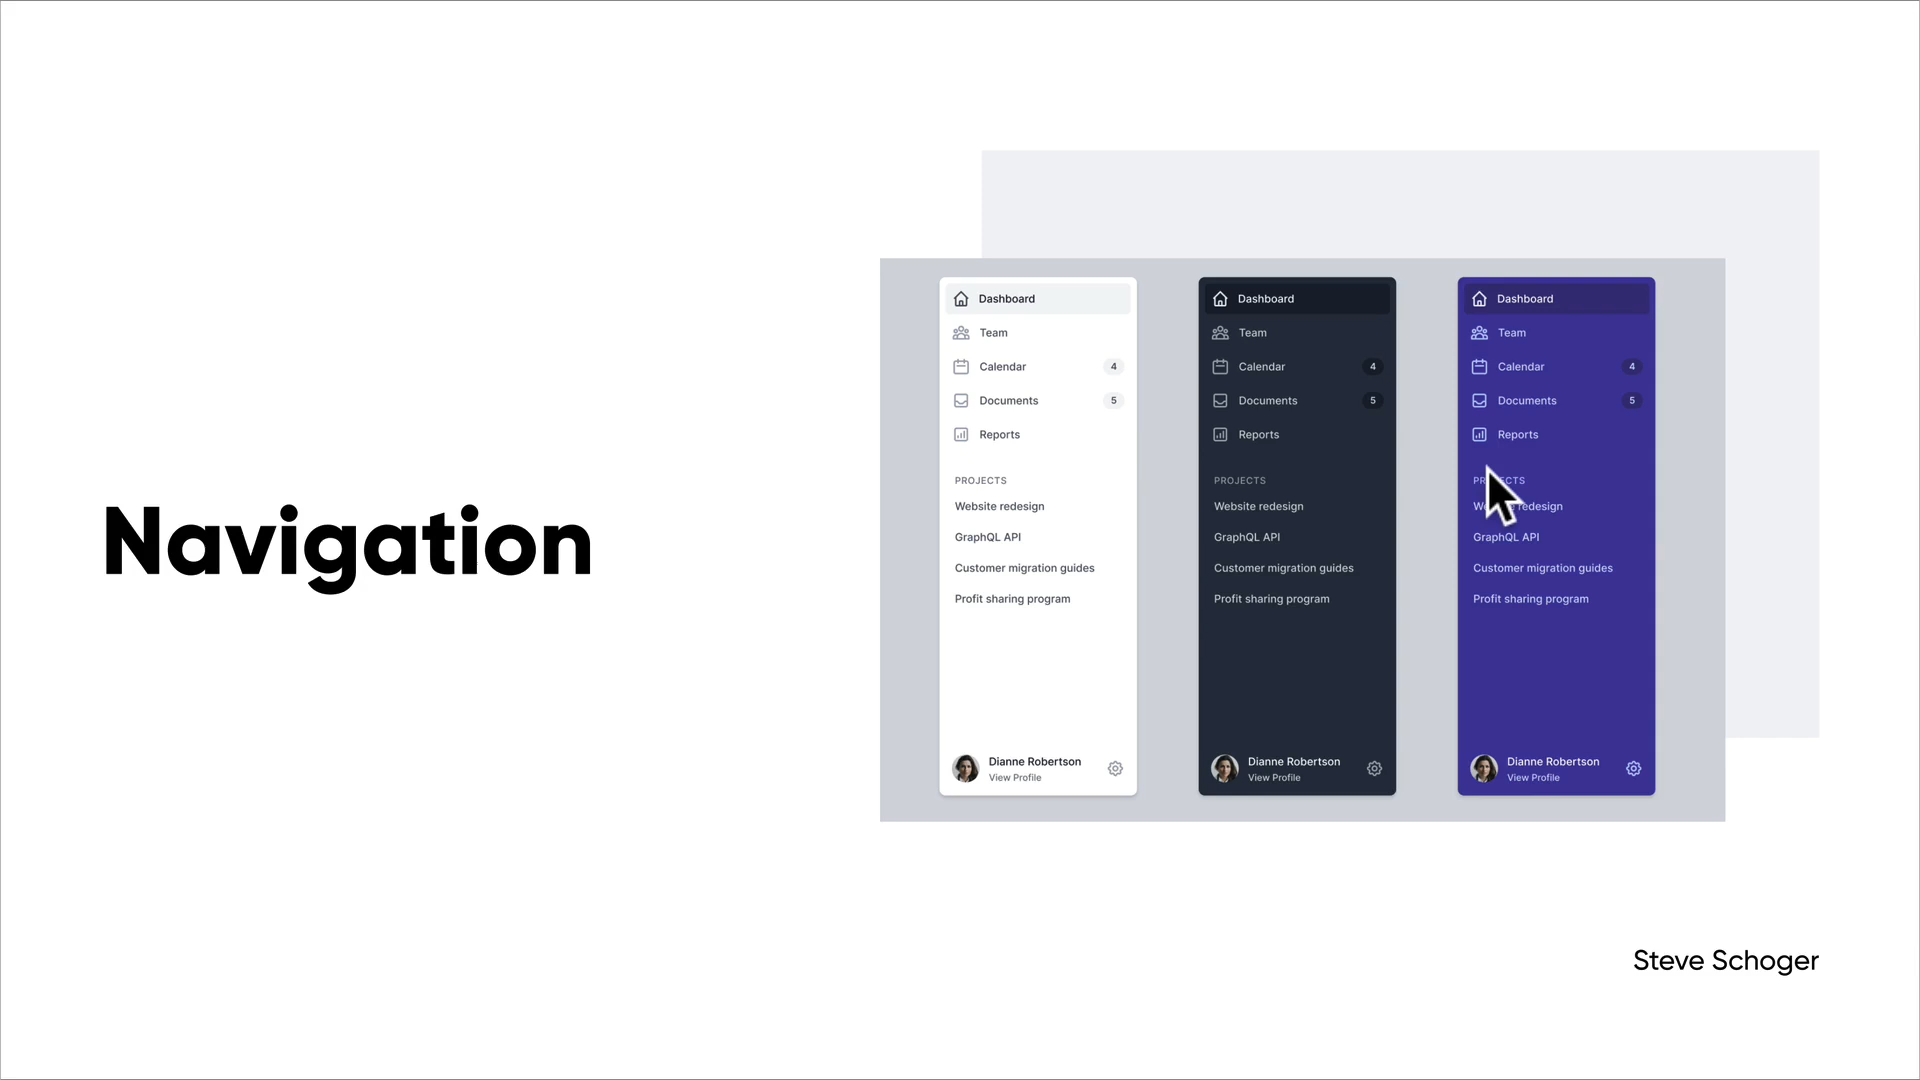 Navigation
Dashboard
Team
Calendar 4
Documents 5
Reports
PROJECTS
Website redesign
GraphQL API
Customer migration guides
Profit sharing program
Dianne Robertson
View Profile
Dashboard
Team
Calendar 4
Documents 5
Reports
PROJECTS
Website redesign
GraphQL API
Customer migration guides
Profit sharing program
Dianne Robertson
View Profile
Dashboard
Team
Calendar 4
Documents 5
Reports
redesign
GraphQL API
Customer migration guides
Profit sharing program
Dianne Robertson
View Profile
Steve Schoger